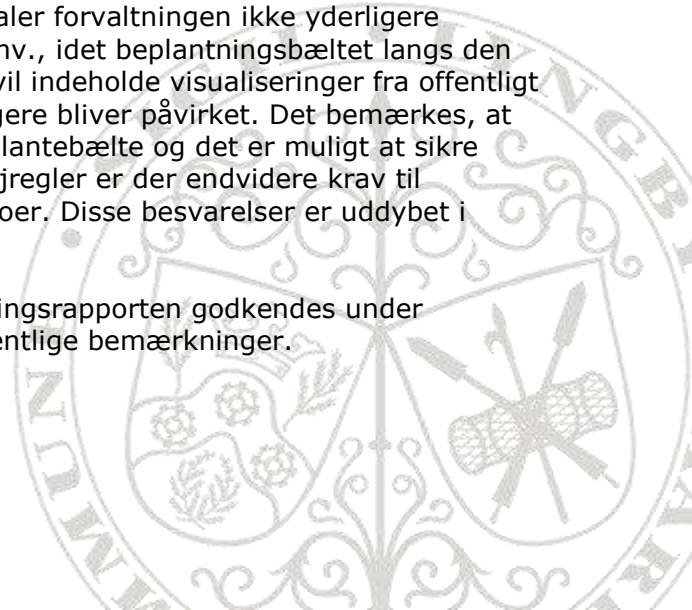 aler forvaltningen ikke yderligere
nv., idet beplantningsbæltet langs den
vil indeholde visualiseringer fra offentligt
gere bliver påvirket. Det bemærkes, at
lantebælte og det er muligt at sikre
jregler er der endvidere krav til
oer. Disse besvarelser er uddybet i
ingsrapporten godkendes under
entlige bemærkninger.